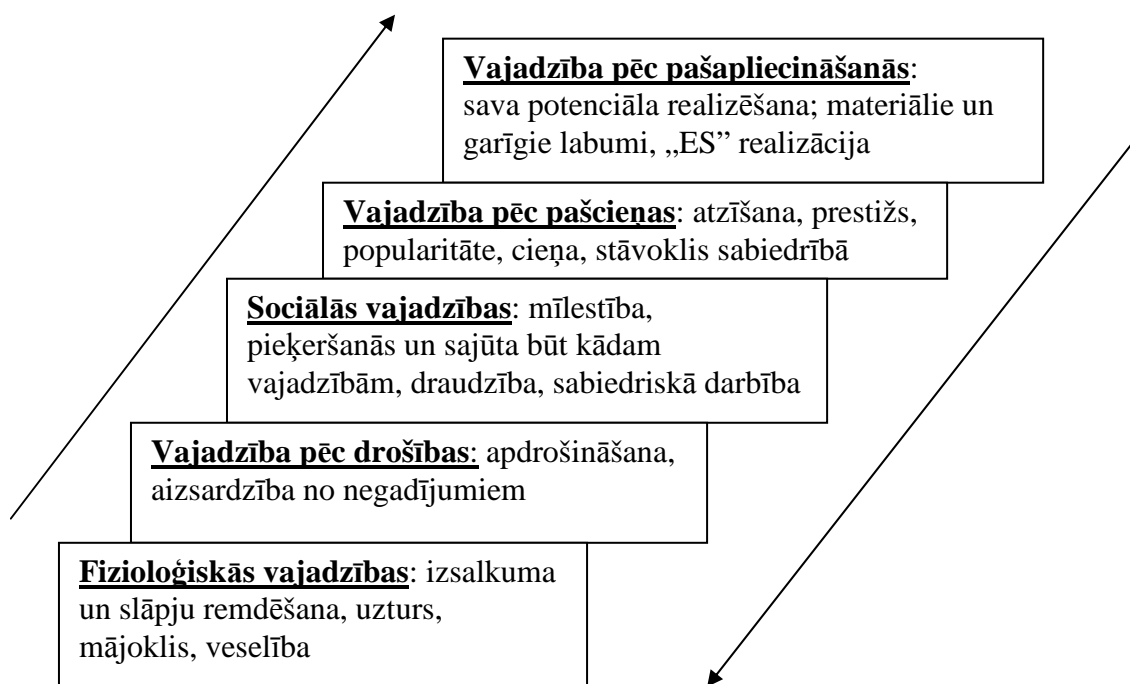 Vajadzība pēc pašapliecināšanās:
sava potenciāla realizēšana; materiālie un
garīgie labumi, „ES” realizācija
Vajadzība pēc pašcieņas: atzīšana, prestižs,
popularitāte, cieņa, stāvoklis sabiedrībā
Sociālās vajadzības: mīlestība,
pieķeršanās un sajūta būt kādam
vajadzībām, draudzība, sabiedriskā darbība
Vajadzība pēc drošības: apdrošināšana,
aizsardzība no negadījumiem
Fizioloģiskās vajadzības: izsalkuma
un slāpju remdēšana, uzturs,
mājoklis, veselība